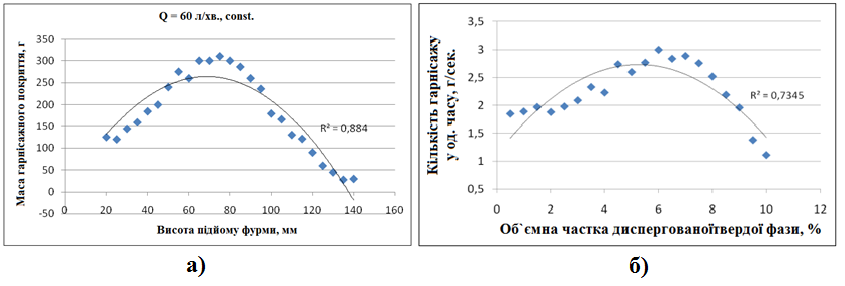 Q = 60 л/хв., const.
Маса гарнісажного покриття, г
350
300
250
200
150
100
50
0
-50
R² = 0,884
0 20 40 60 80 100 120 140 160
Висота підйому фурми, мм
а)
Кількість гарнісажу
у од. часу, г/сек.
3,5
3
2,5
2
1,5
1
0,5
R² = 0,7345
0 2 4 6 8 10 12
Об`ємна частка диспергованоїтвердої фази, %
б)